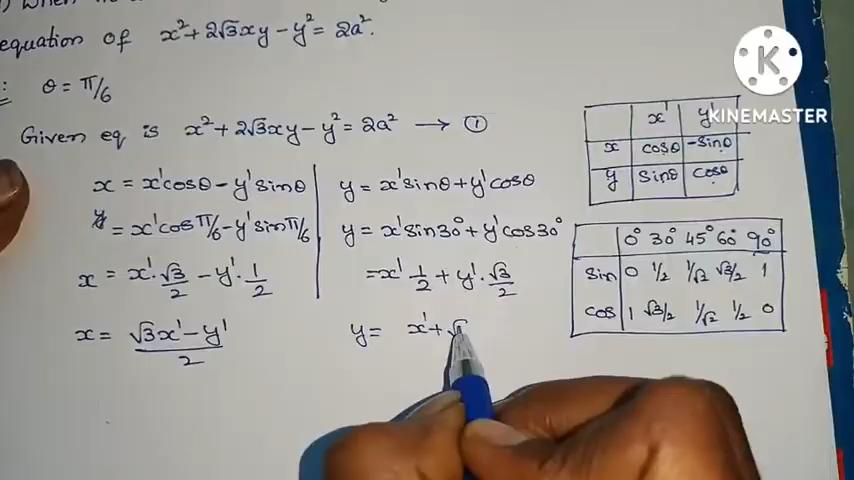 equation of x² + 2√3xy - y² = 2a².
: θ = π/6
Given eq is x² + 2√3xy - y² = 2a² → ①
x = x'cosθ - y'sinθ
= x'cos π/6 - y'sin π/6
x = x'·√3/2 - y'·1/2
x = (√3x' - y')/2
y = x'sinθ + y'cosθ
y = x'sin30° + y'cos30°
= x' 1/2 + y'·√3/2
y = x' + √
x' y'
x cosθ -sinθ
y sinθ cosθ
0° 30° 45° 60° 90°
sin 0 1/2 1/√2 √3/2 1
cos 1 √3/2 1/√2 1/2 0
K
KINEMASTER